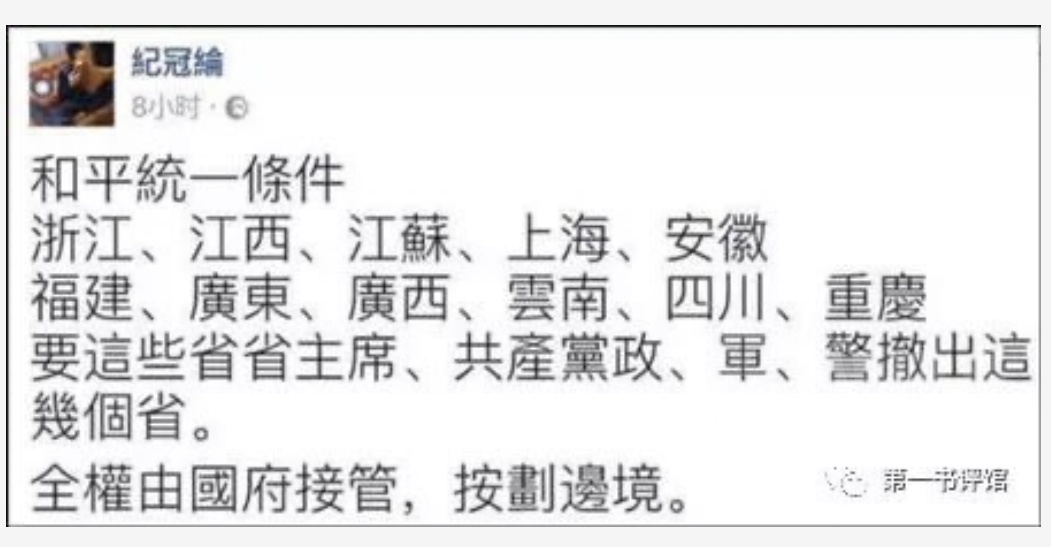 紀冠綸
8小时 ·
和平統一條件
浙江、江西、江蘇、上海、安徽
福建、廣東、廣西、雲南、四川、重慶
要這些省省主席、共產黨政、軍、警撤出這
幾個省。
全權由國府接管，按劃邊境。
第一书评馆